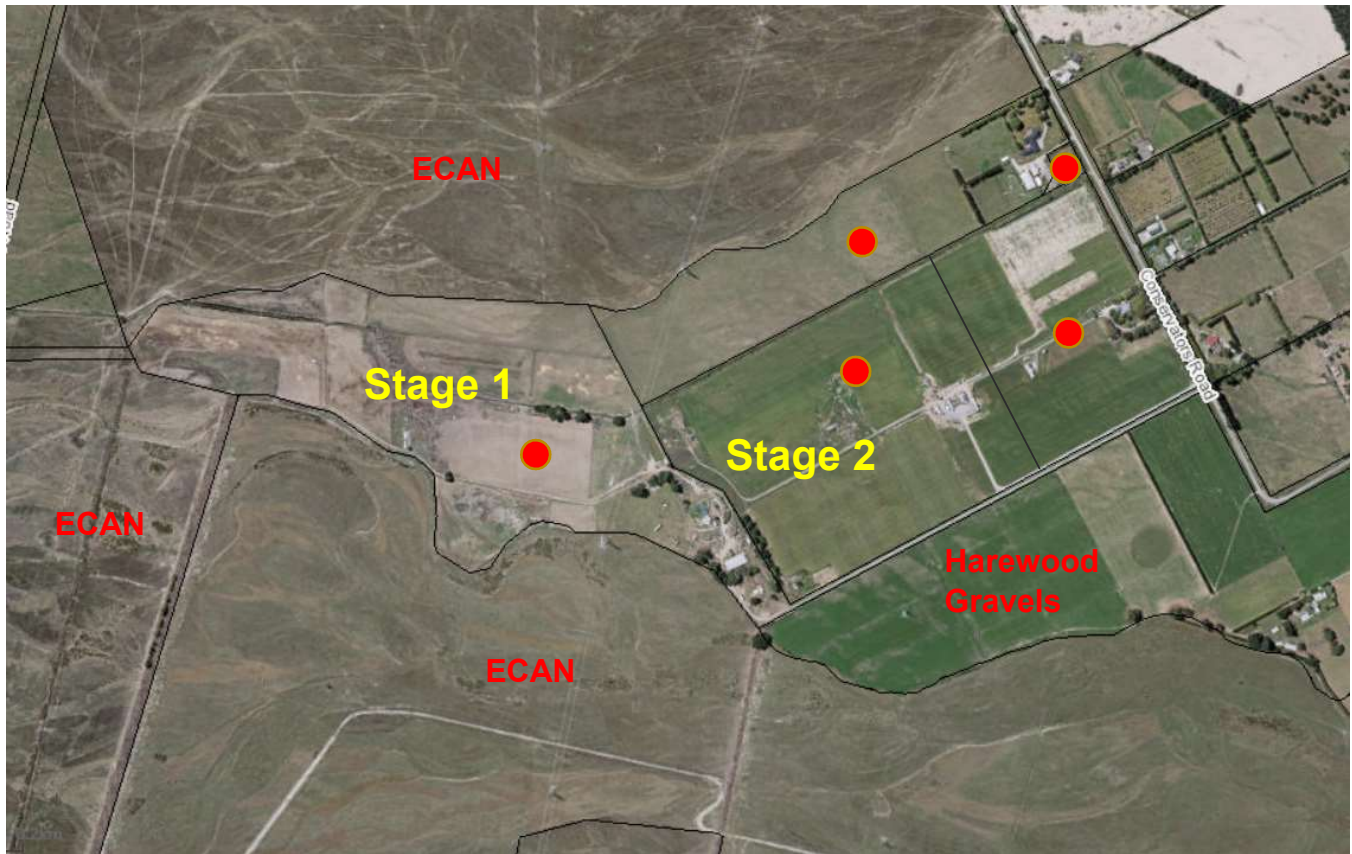 ECAN
Conservators Road
Stage 1
Stage 2
ECAN
Harewood
Gravels
ECAN